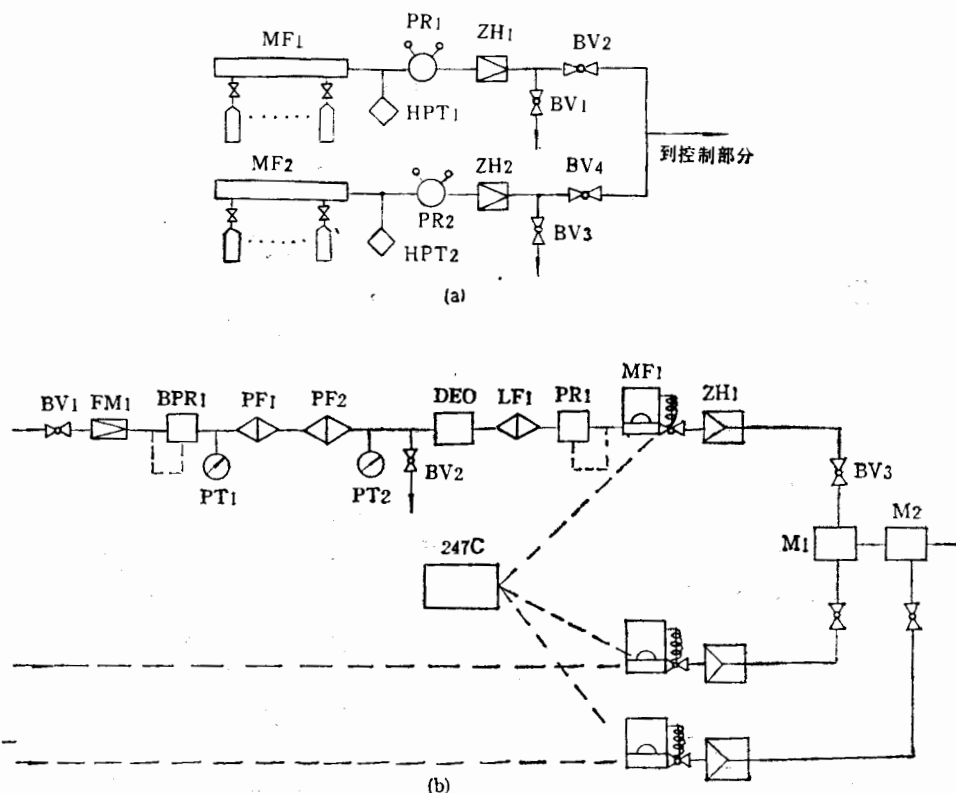 MF1 PR1 ZH1 BV2
HPT1 BV1
到控制部分
MF2 PR2 ZH2 BV4
HPT2 BV3
(a)
BV1 FM1 BPR1 PF1 PF2 DEO LF1 PR1 MF1 ZH1
PT1 PT2 BV2 BV3
M1 M2
247C
(b)